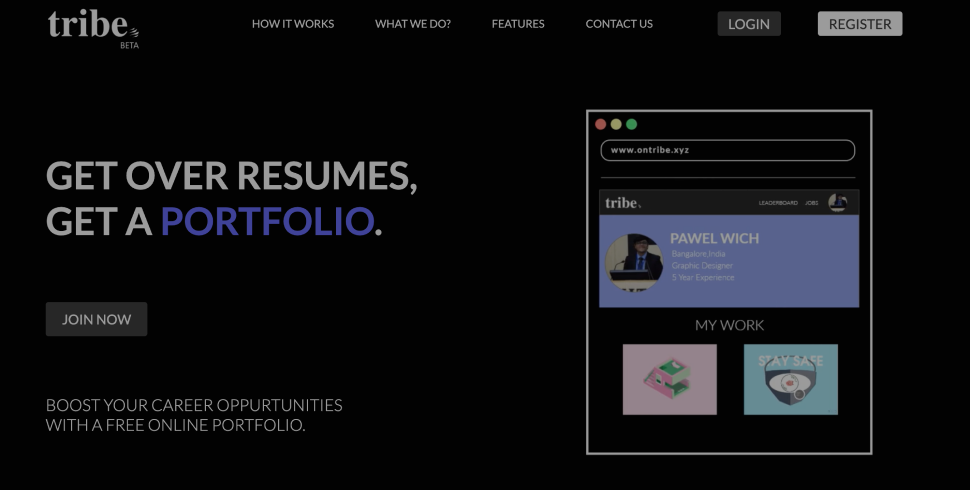 tribe
BETA
HOW IT WORKS
WHAT WE DO?
FEATURES
CONTACT US
LOGIN
REGISTER
GET OVER RESUMES,
GET A PORTFOLIO.
JOIN NOW
BOOST YOUR CAREER OPPURTUNITIES
WITH A FREE ONLINE PORTFOLIO.
www.ontribe.xyz
tribe
LEADERBOARD
JOBS
PAWEL WICH
Bangalore,India
Graphic Designer
5 Year Experience
MY WORK
STAY SAFE